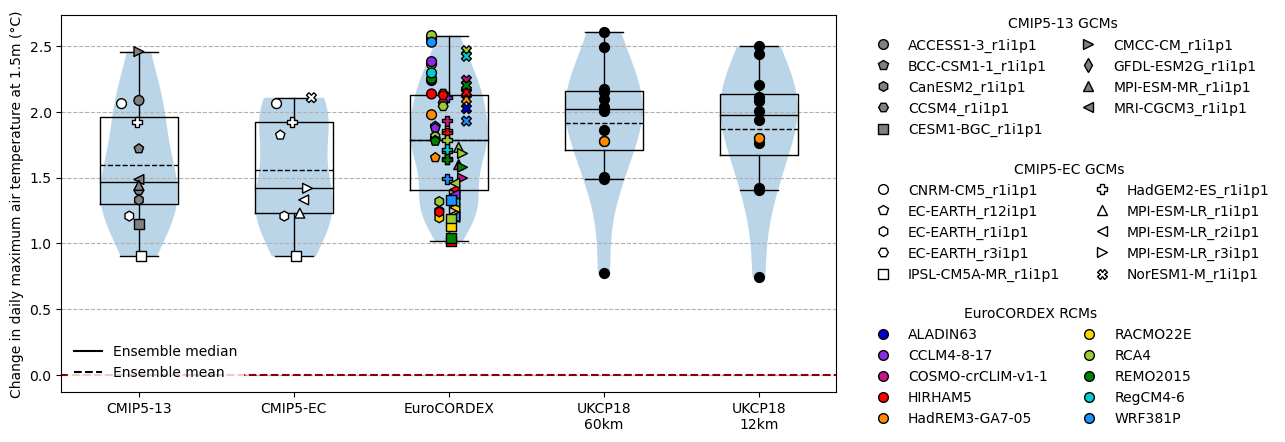 Change in daily maximum air temperature at 1.5m (°C)
2.5
2.0
1.5
1.0
0.5
0.0
Ensemble median
Ensemble mean
CMIP5-13
CMIP5-EC
EuroCORDEX
UKCP18
60km
UKCP18
12km
CMIP5-13 GCMs
ACCESS1-3_r1i1p1
BCC-CSM1-1_r1i1p1
CanESM2_r1i1p1
CCSM4_r1i1p1
CESM1-BGC_r1i1p1
CMCC-CM_r1i1p1
GFDL-ESM2G_r1i1p1
MPI-ESM-MR_r1i1p1
MRI-CGCM3_r1i1p1
CMIP5-EC GCMs
CNRM-CM5_r1i1p1
EC-EARTH_r12i1p1
EC-EARTH_r1i1p1
EC-EARTH_r3i1p1
IPSL-CM5A-MR_r1i1p1
HadGEM2-ES_r1i1p1
MPI-ESM-LR_r1i1p1
MPI-ESM-LR_r2i1p1
MPI-ESM-LR_r3i1p1
NorESM1-M_r1i1p1
EuroCORDEX RCMs
ALADIN63
CCLM4-8-17
COSMO-crCLIM-v1-1
HIRHAM5
HadREM3-GA7-05
RACMO22E
RCA4
REMO2015
RegCM4-6
WRF381P